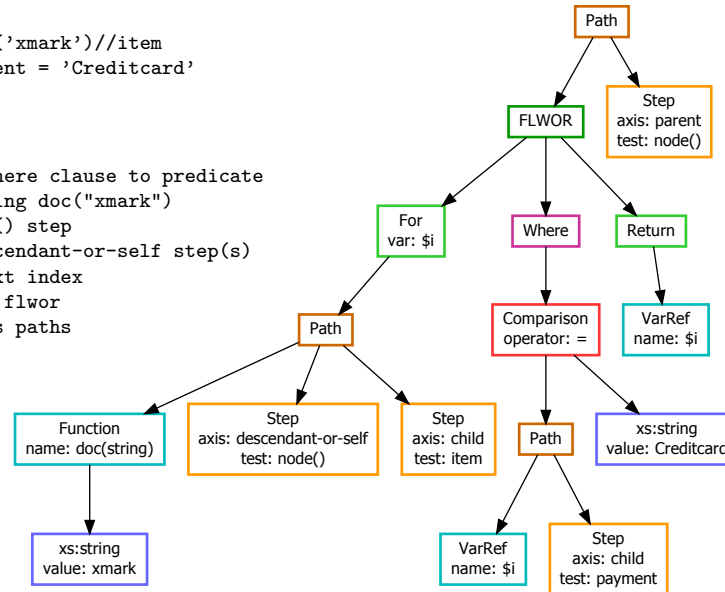 ('xmark')//item
ent = 'Creditcard'
here clause to predicate
ing doc("xmark")
() step
cendant-or-self step(s)
xt index
flwor
s paths
Path
Step
axis: parent
test: node()
FLWOR
For
var: $i
Where
Return
Path
Comparison
operator: =
VarRef
name: $i
Function
name: doc(string)
Step
axis: descendant-or-self
test: node()
Step
axis: child
test: item
Path
xs:string
value: Creditcard
xs:string
value: xmark
VarRef
name: $i
Step
axis: child
test: payment